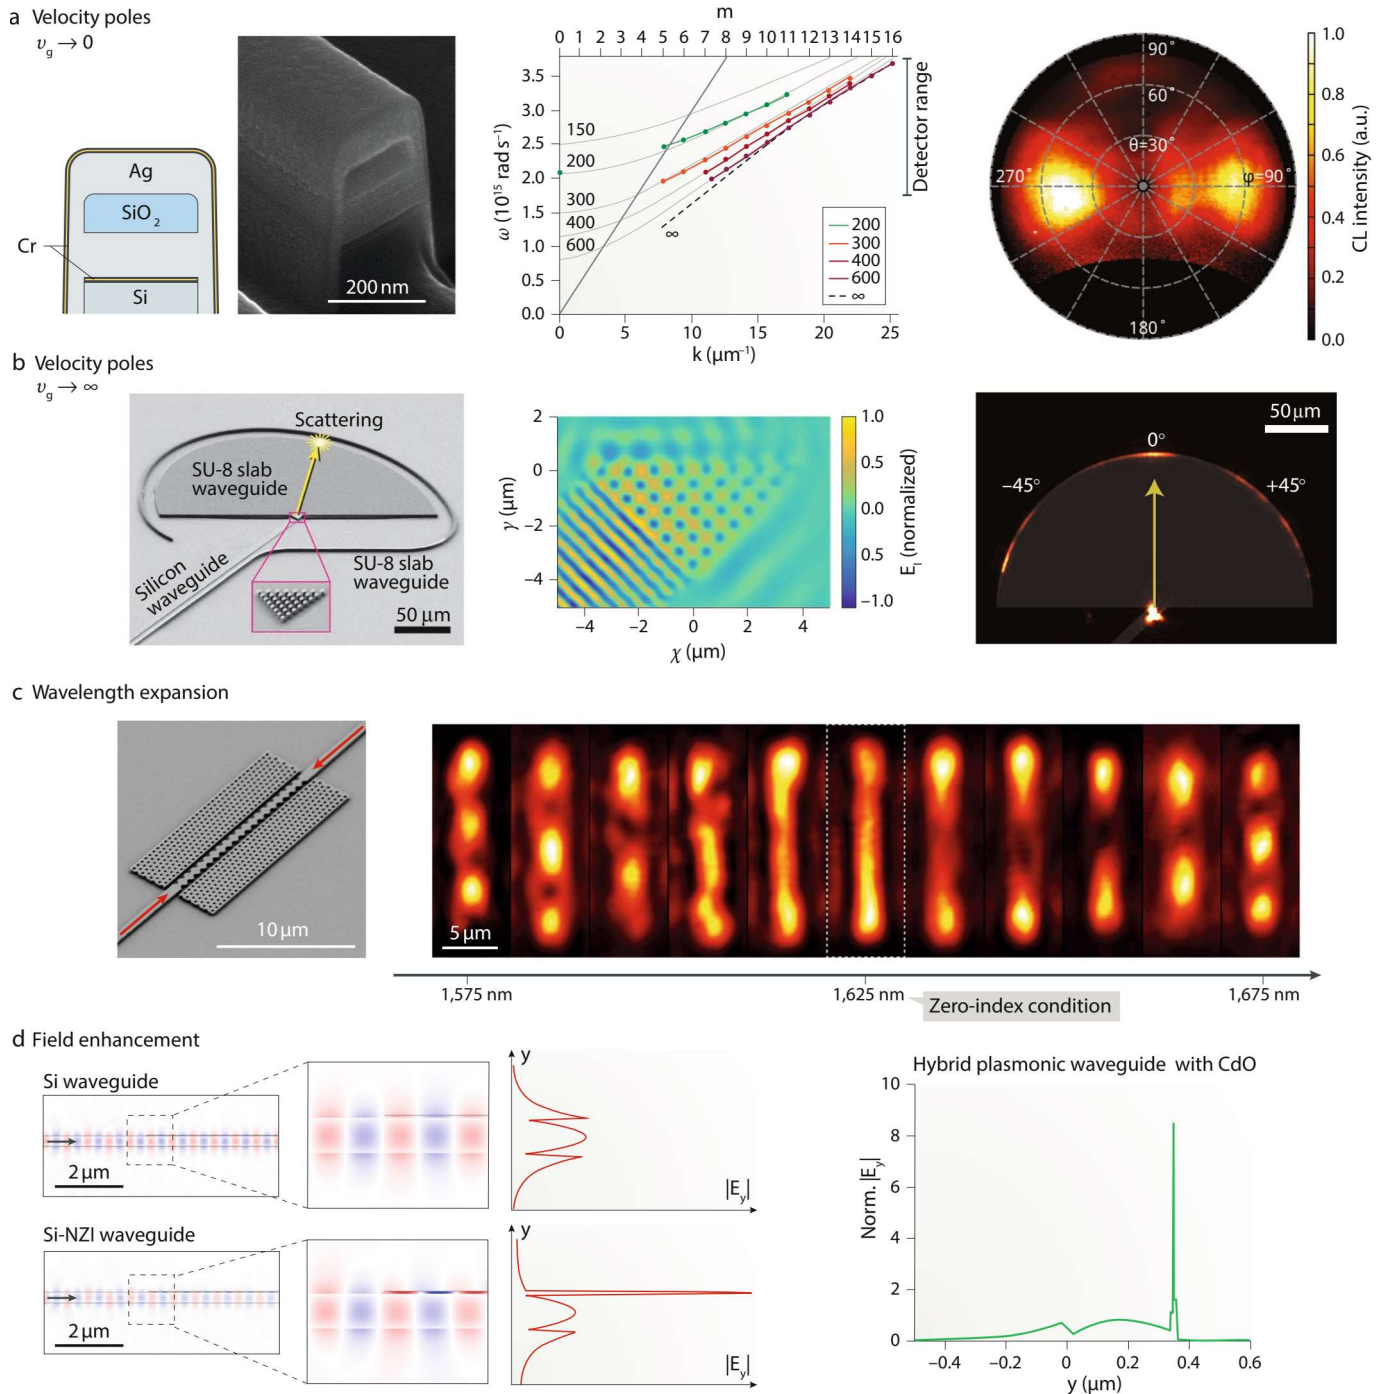 a Velocity poles
υg → 0
Ag
SiO2
Cr
Si
200 nm
m
0 1 2 3 4 5 6 7 8 9 10 11 12 13 14 15 16
ω (10^15 rad s^−1)
3.5
3.0
2.5
2.0
1.5
1.0
0.5
0
150
200
300
400
600
∞
200
300
400
600
∞
0 5 10 15 20 25
k (μm^−1)
Detector range
90°
60°
θ=30°
270°
φ=90°
180°
1.0
0.8
0.6
0.4
0.2
0.0
CL intensity (a.u.)
b Velocity poles
υg → ∞
Scattering
SU-8 slab
waveguide
Silicon
waveguide
SU-8 slab
waveguide
50 μm
γ (μm)
2
0
−2
−4
−4 −2 0 2 4
χ (μm)
1.0
0.5
0.0
0.5
−1.0
E_I (normalized)
50 μm
0°
−45°
+45°
c Wavelength expansion
10 μm
5 μm
1,575 nm
1,625 nm
1,675 nm
Zero-index condition
d Field enhancement
Si waveguide
2 μm
y
|Ey|
Si-NZI waveguide
2 μm
y
|Ey|
Hybrid plasmonic waveguide with CdO
Norm. |Ey|
10
8
6
4
2
0
−0.4 −0.2 0 0.2 0.4 0.6
y (μm)